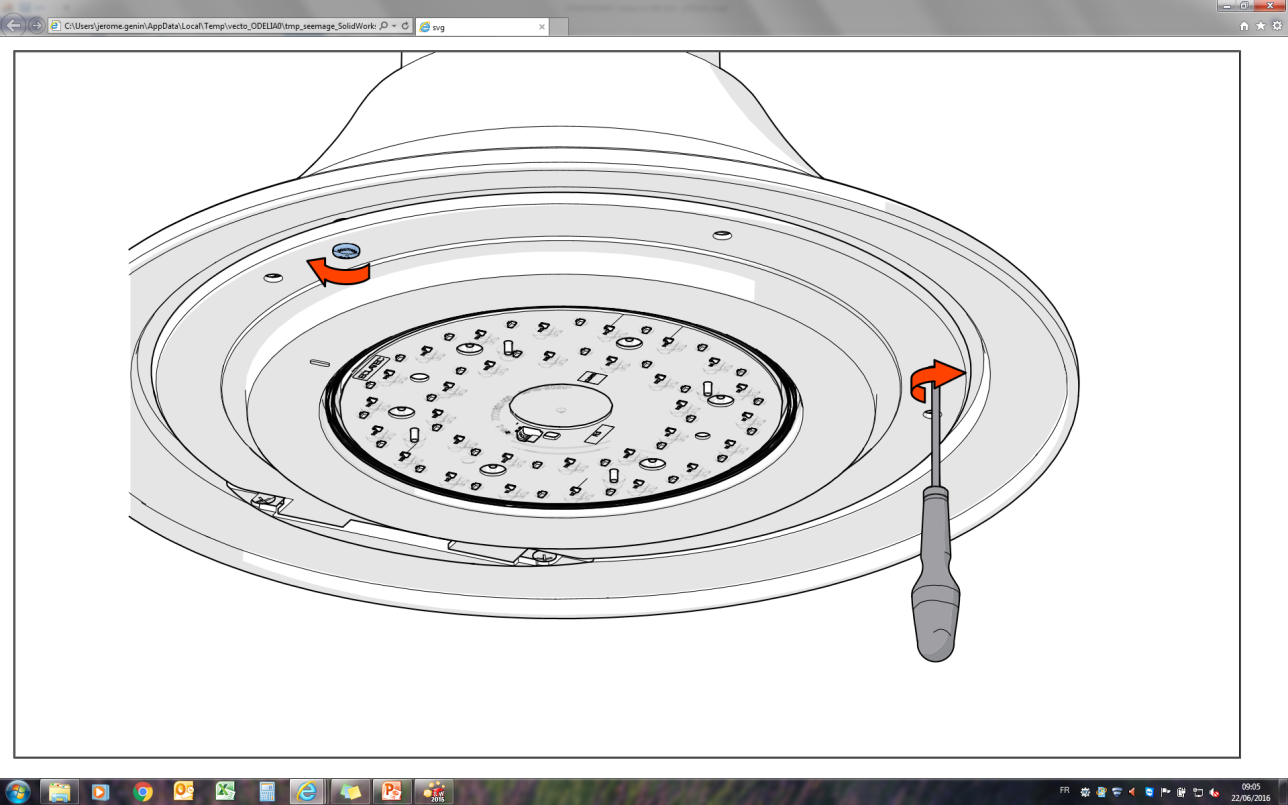 C:\Users\jerome.genin\AppData\Local\Temp\vecto_ODELIA0\tmp_seemage_SolidWork:
svg
FR
09:05
22/06/2016